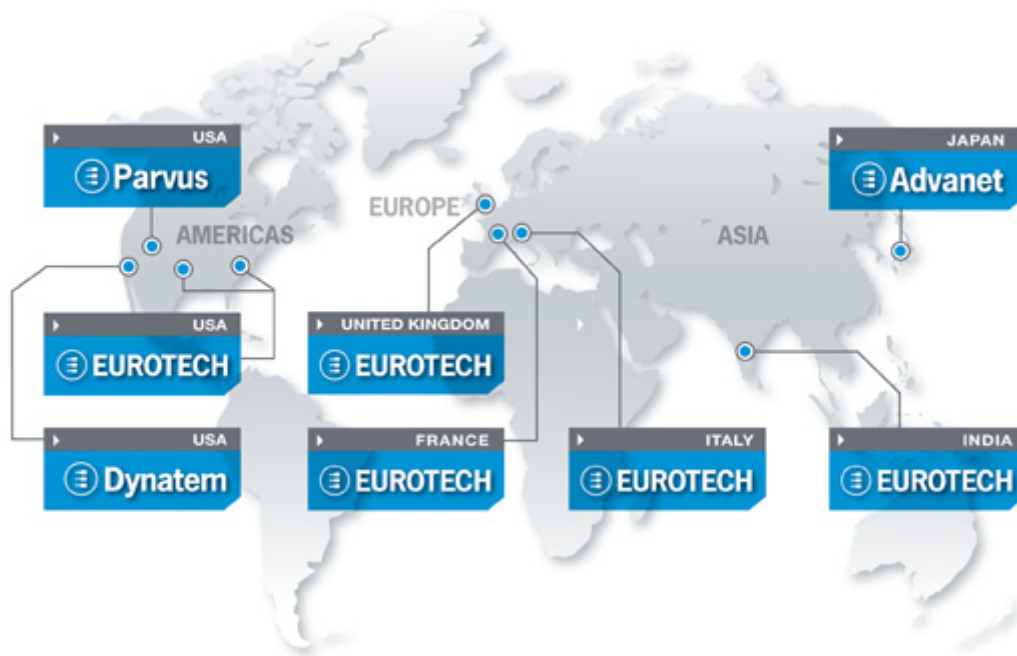 USA
Parvus
JAPAN
Advanet
EUROPE
AMERICAS
ASIA
USA
EUROTECH
UNITED KINGDOM
EUROTECH
USA
Dynatem
FRANCE
EUROTECH
ITALY
EUROTECH
INDIA
EUROTECH